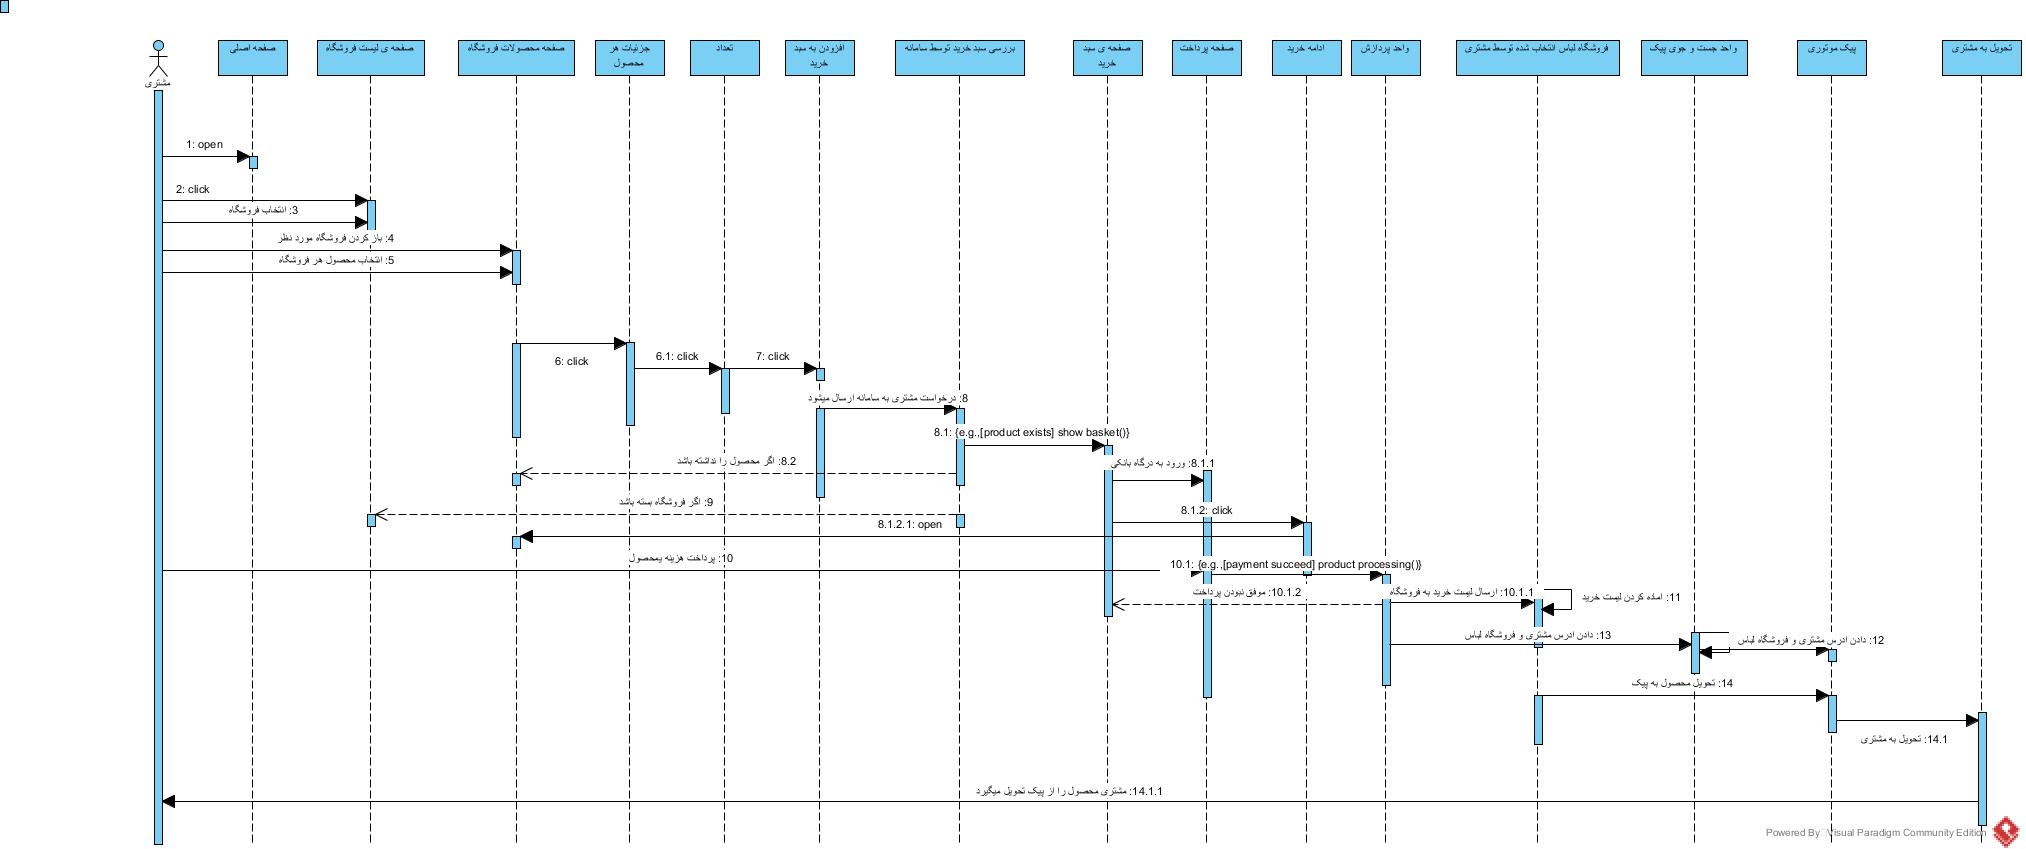 مشتری
صفحه اصلی
صفحه ی لیست فروشگاه
صفحه محصولات فروشگاه
جزئیات هر
محصول
تعداد
افزودن به سبد
خرید
بررسی سبد خرید توسط سامانه
صفحه ی سبد
خرید
صفحه پرداخت
ادامه خرید
واحد پردازش
فروشگاه لباس انتخاب شده توسط مشتری
واحد جست و جوی پیک
پیک موتوری
تحویل به مشتری
1: open
2: click
3: انتخاب فروشگاه
4: باز کردن فروشگاه مورد نظر
5: انتخاب محصول هر فروشگاه
6: click
6.1: click
7: click
8: درخواست مشتری به سامانه ارسال میشود
8.1: {e.g.,[product exists] show basket()}
8.2: اگر محصول را نداشته باشد
8.1.1: ورود به درگاه بانکی
9: اگر فروشگاه بسته باشد
8.1.2: click
8.1.2.1: open
10: پرداخت هزینه یمحصول
10.1: {e.g.,[payment succeed] product processing()}
10.1.2: موفق نبودن پرداخت
10.1.1: ارسال لیست خرید به فروشگاه
11: اماده کردن لیست خرید
13: دادن ادرس مشتری و فروشگاه لباس
12: دادن ادرس مشتری و فروشگاه لباس
14: تحویل محصول به پیک
14.1: تحویل به مشتری
14.1.1: مشتری محصول را از پیک تحویل میگیرد
Powered By Visual Paradigm Community Edition